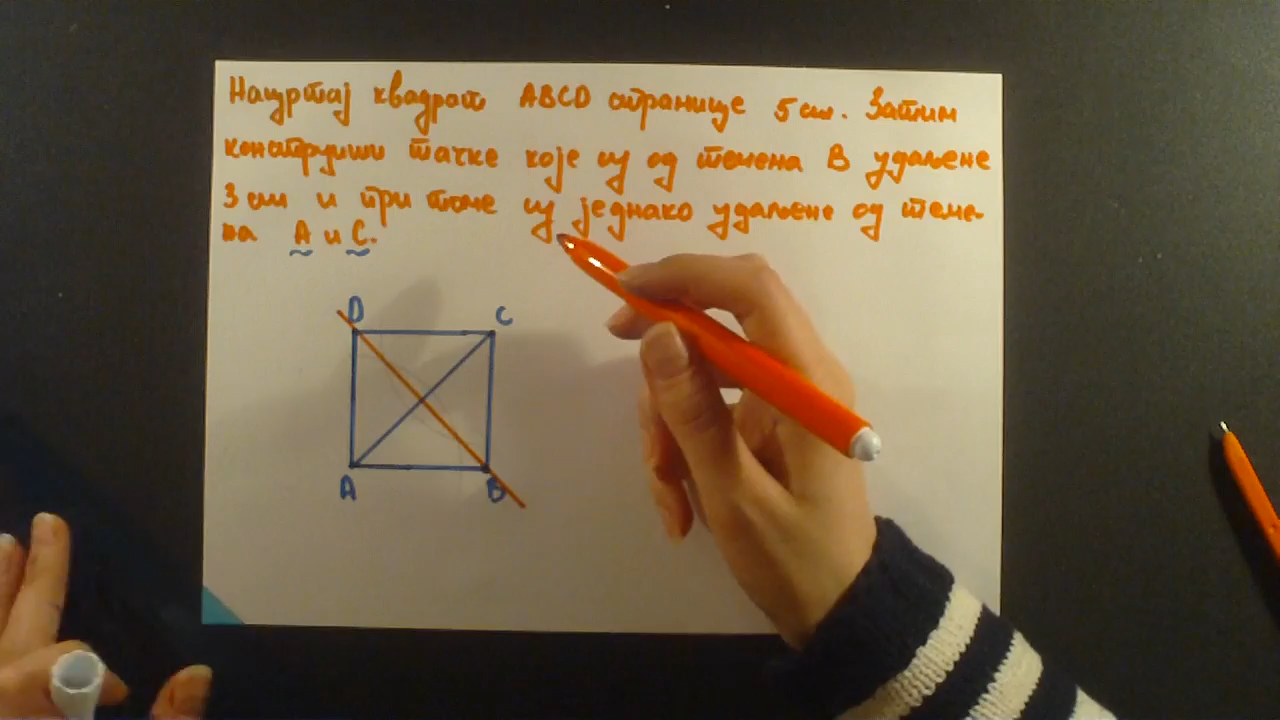 Нацртај квадрат ABCD странице 5 cm. Затим
конструиши тачке које су од темена B удаљене
3 cm и при томе су једнако удаљене од теме-
на A и C.
D C
A B